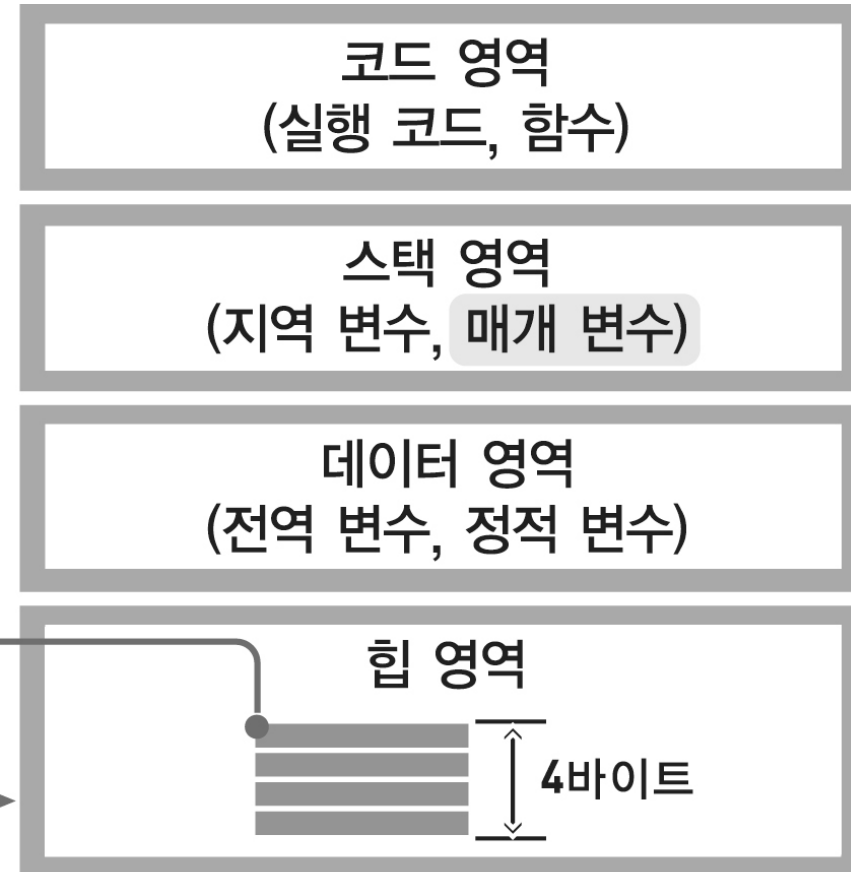 코드 영역
(실행 코드, 함수)
스택 영역
(지역 변수, 매개 변수)
데이터 영역
(전역 변수, 정적 변수)
힙 영역
4바이트